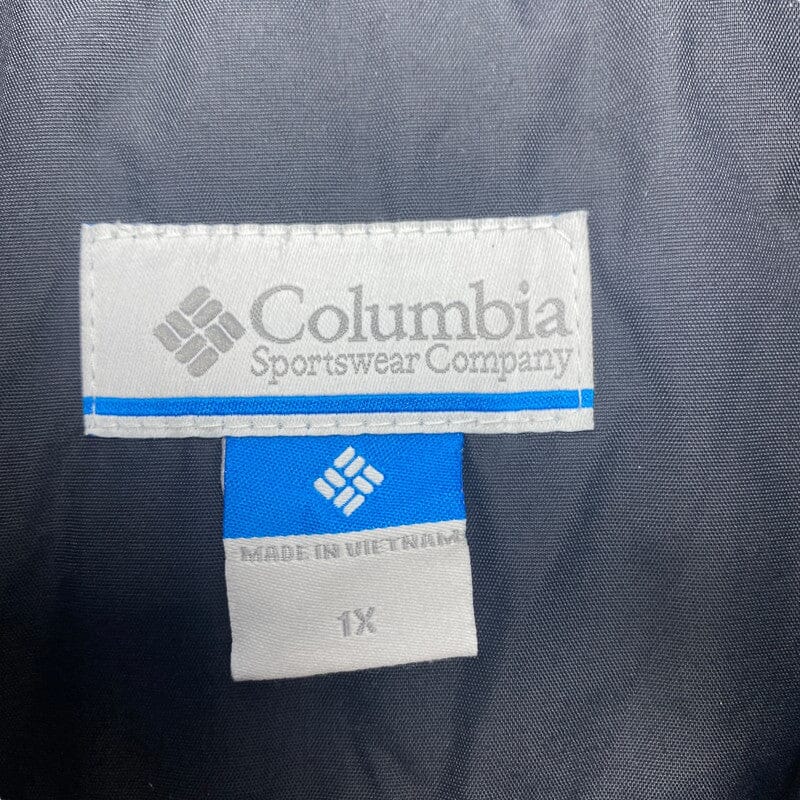 Columbia
Sportswear Company
MADE IN VIETNAM
1X